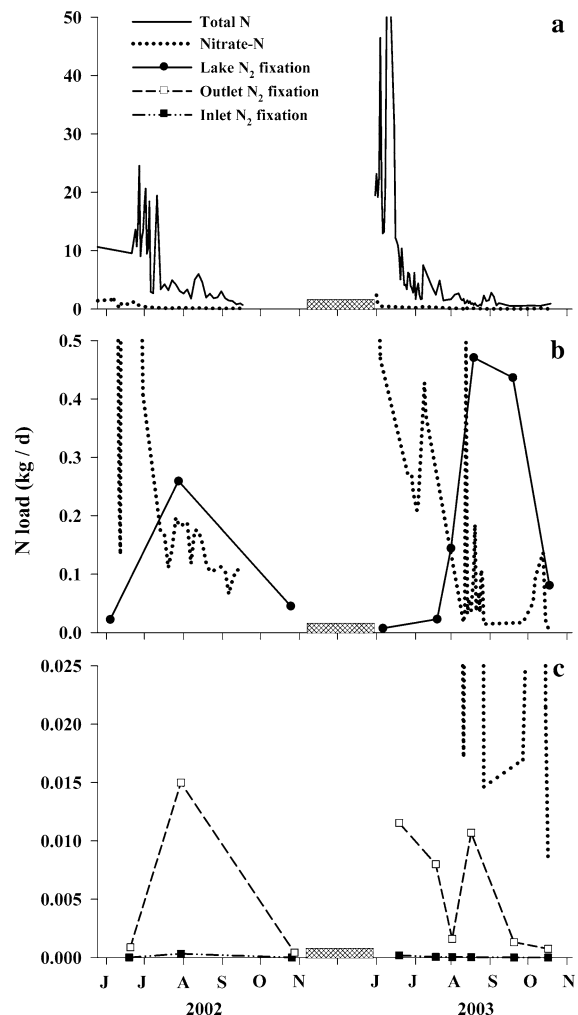 50
40
30
20
10
0
Total N
Nitrate-N
Lake N2 fixation
Outlet N2 fixation
Inlet N2 fixation
a
0.5
0.4
0.3
0.2
0.1
0.0
b
N load (kg / d)
0.025
0.020
0.015
0.010
0.005
0.000
c
J J A S O N J J A S O N
2002 2003